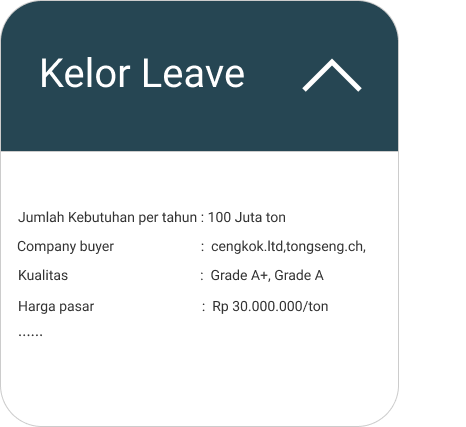 Kelor Leave
Jumlah Kebutuhan per tahun : 100 Juta ton
Company buyer : cengkok.ltd,tongseng.ch,
Kualitas : Grade A+, Grade A
Harga pasar : Rp 30.000.000/ton
......